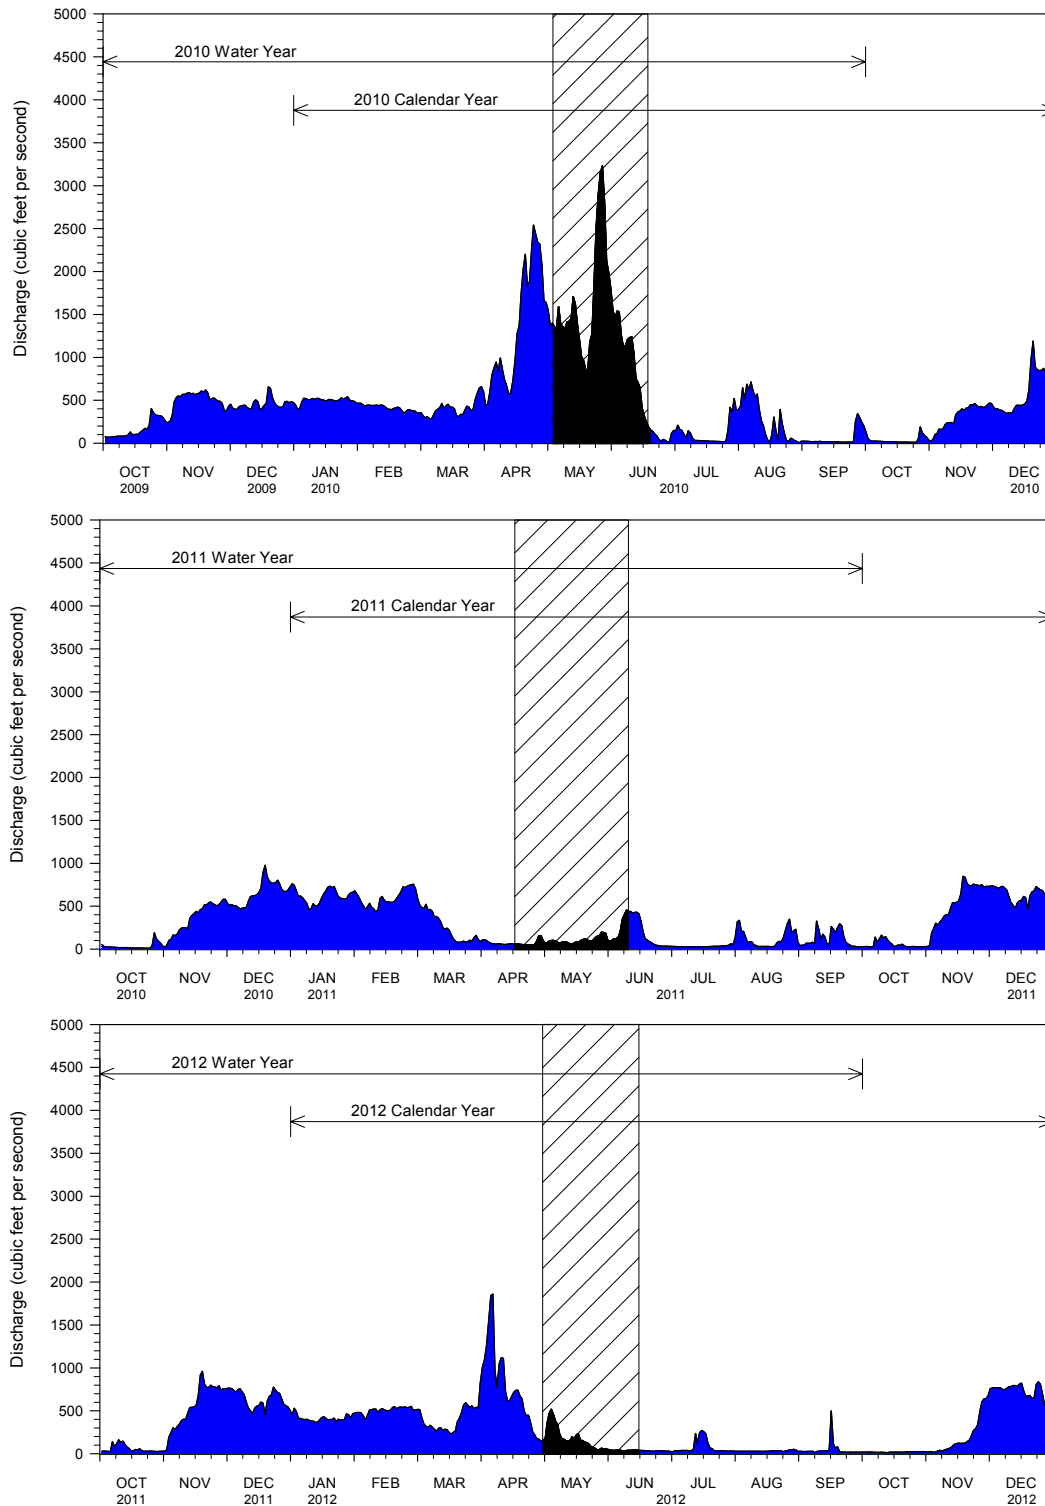 5000
4500
4000
3500
3000
2500
2000
1500
1000
500
0
Discharge (cubic feet per second)
2010 Water Year
2010 Calendar Year
OCT NOV DEC JAN FEB MAR APR MAY JUN JUL AUG SEP OCT NOV DEC
2009 2009 2010 2010 2010
5000
4500
4000
3500
3000
2500
2000
1500
1000
500
0
Discharge (cubic feet per second)
2011 Water Year
2011 Calendar Year
OCT NOV DEC JAN FEB MAR APR MAY JUN JUL AUG SEP OCT NOV DEC
2010 2010 2011 2011 2011
5000
4500
4000
3500
3000
2500
2000
1500
1000
500
0
Discharge (cubic feet per second)
2012 Water Year
2012 Calendar Year
OCT NOV DEC JAN FEB MAR APR MAY JUN JUL AUG SEP OCT NOV DEC
2011 2011 2012 2012 2012